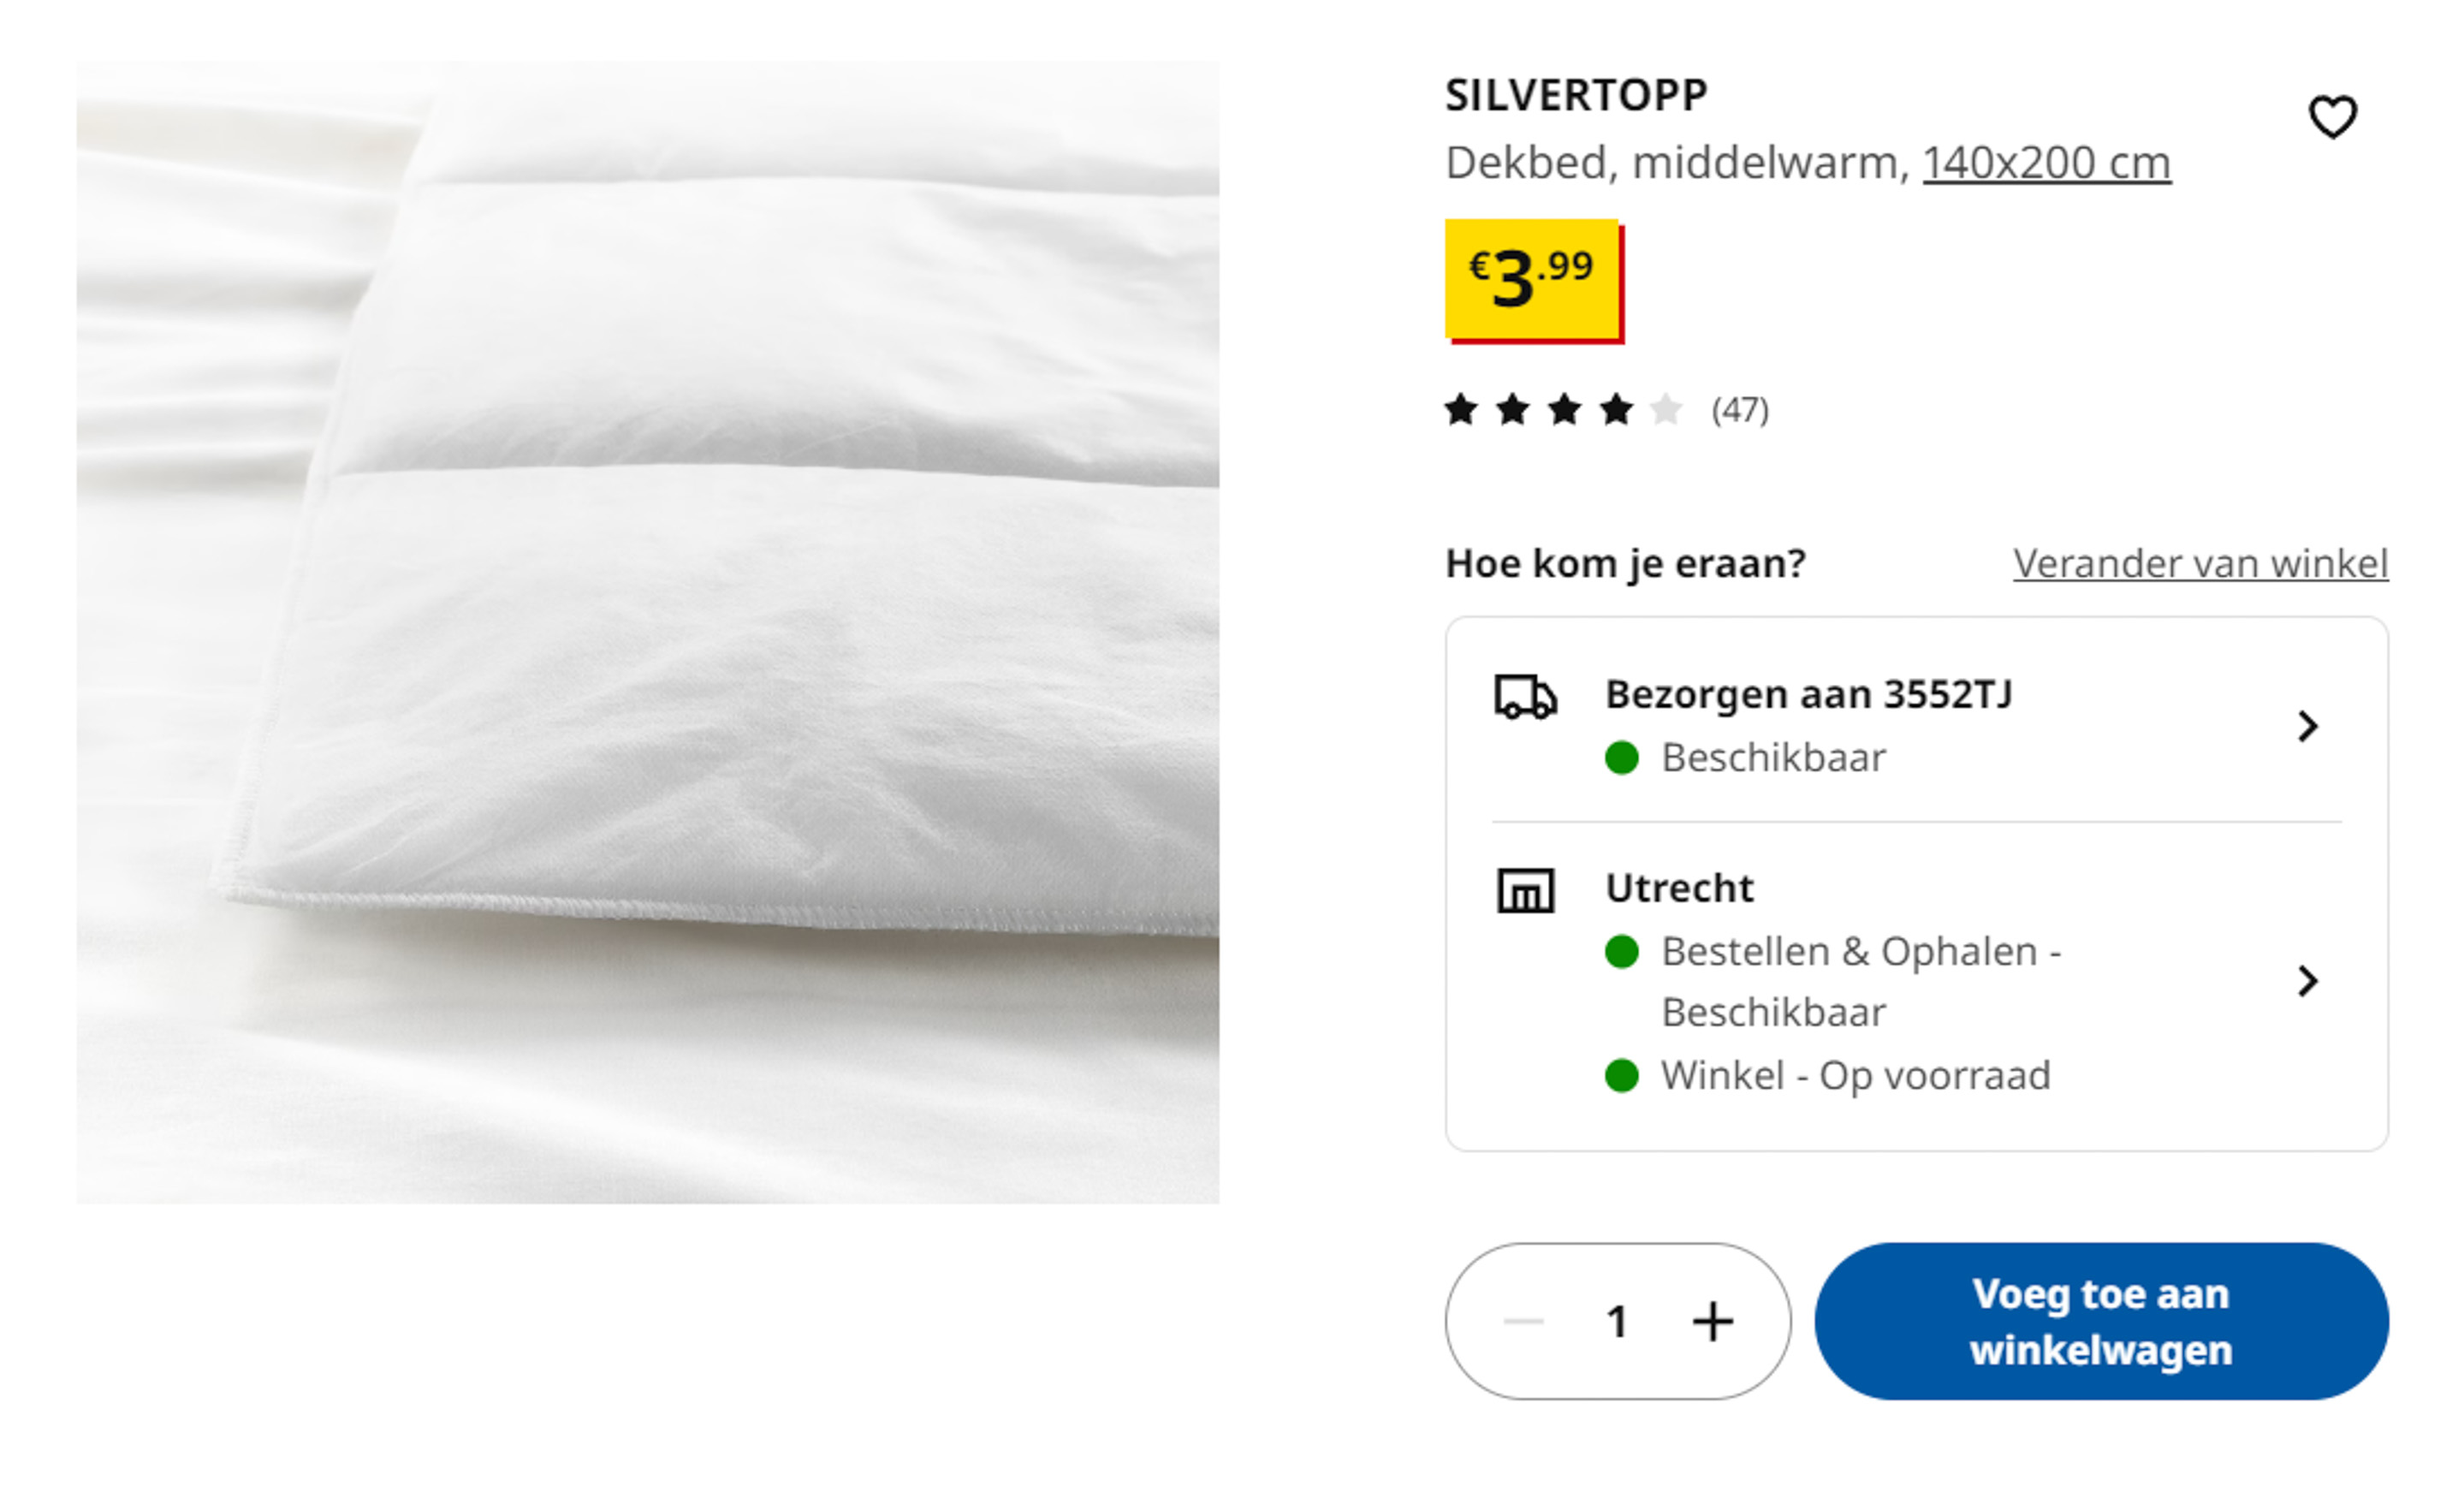 SILVERTOPP
Dekbed, middelwarm, 140x200 cm
€3.99
(47)
Hoe kom je eraan?
Verander van winkel
Bezorgen aan 3552TJ
Beschikbaar
Utrecht
Bestellen & Ophalen -
Beschikbaar
Winkel - Op voorraad
1
Voeg toe aan
winkelwagen